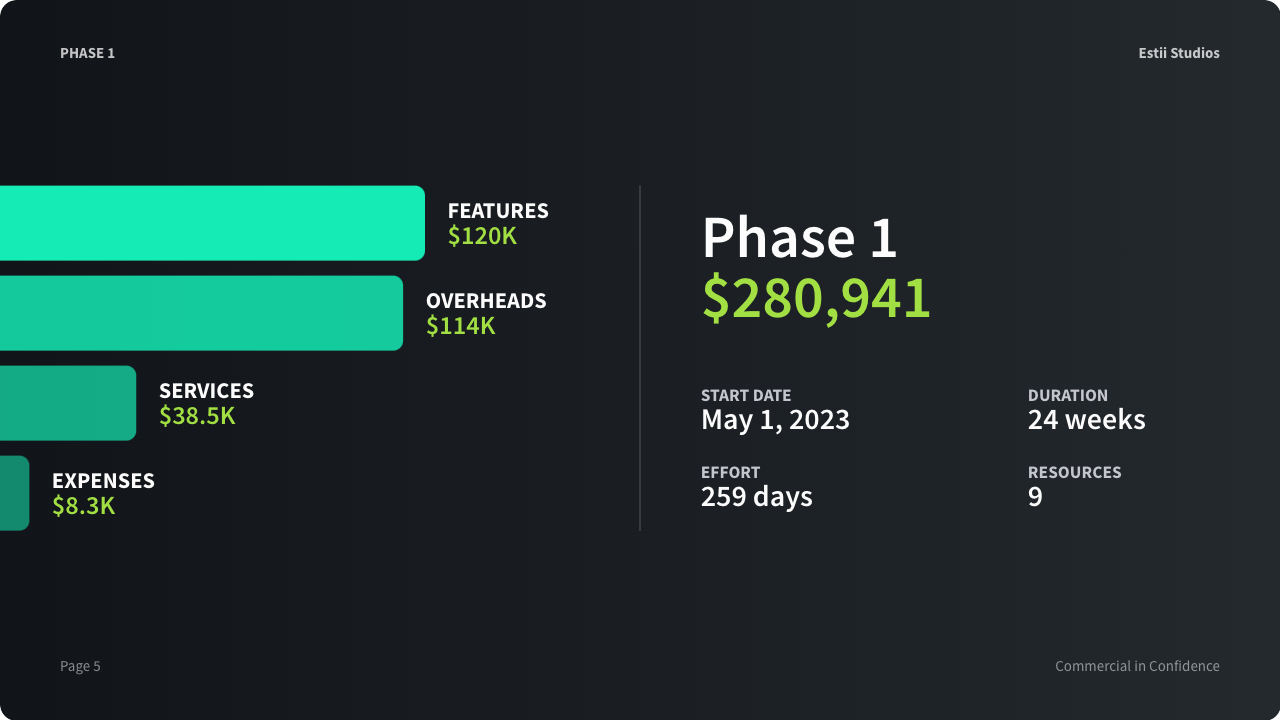 PHASE 1
Estii Studios
FEATURES
$120K
OVERHEADS
$114K
SERVICES
$38.5K
EXPENSES
$8.3K
Phase 1
$280,941
START DATE
May 1, 2023
DURATION
24 weeks
EFFORT
259 days
RESOURCES
9
Page 5
Commercial in Confidence